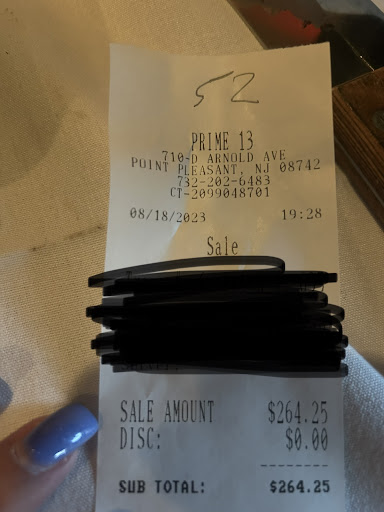 52
PRIME 13
710-D ARNOLD AVE
POINT PLEASANT, NJ 08742
732-202-6483
CT-2099048701
08/18/2023 19:28
Sale
SALE AMOUNT $264.25
DISC: $0.00
--------
SUB TOTAL: $264.25